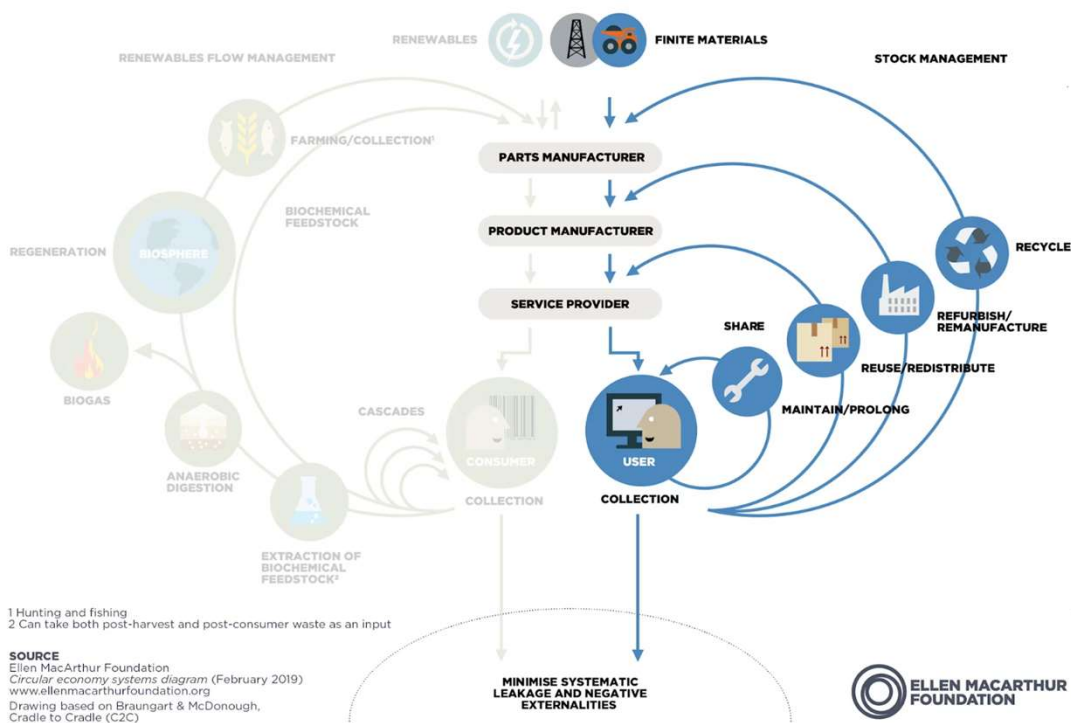 RENEWABLES
FINITE MATERIALS
RENEWABLES FLOW MANAGEMENT
STOCK MANAGEMENT
FARMING/COLLECTION¹
PARTS MANUFACTURER
BIOCHEMICAL
FEEDSTOCK
PRODUCT MANUFACTURER
REGENERATION
BIOSPHERE
RECYCLE
SERVICE PROVIDER
REFURBISH/
REMANUFACTURE
SHARE
REUSE/REDISTRIBUTE
BIOGAS
CASCADES
MAINTAIN/PROLONG
CONSUMER
USER
ANAEROBIC
DIGESTION
COLLECTION
COLLECTION
EXTRACTION OF
BIOCHEMICAL
FEEDSTOCK²
1 Hunting and fishing
2 Can take both post-harvest and post-consumer waste as an input
SOURCE
Ellen MacArthur Foundation
Circular economy systems diagram (February 2019)
www.ellenmacarthurfoundation.org
Drawing based on Braungart & McDonough,
Cradle to Cradle (C2C)
MINIMISE SYSTEMATIC
LEAKAGE AND NEGATIVE
EXTERNALITIES
ELLEN MACARTHUR
FOUNDATION